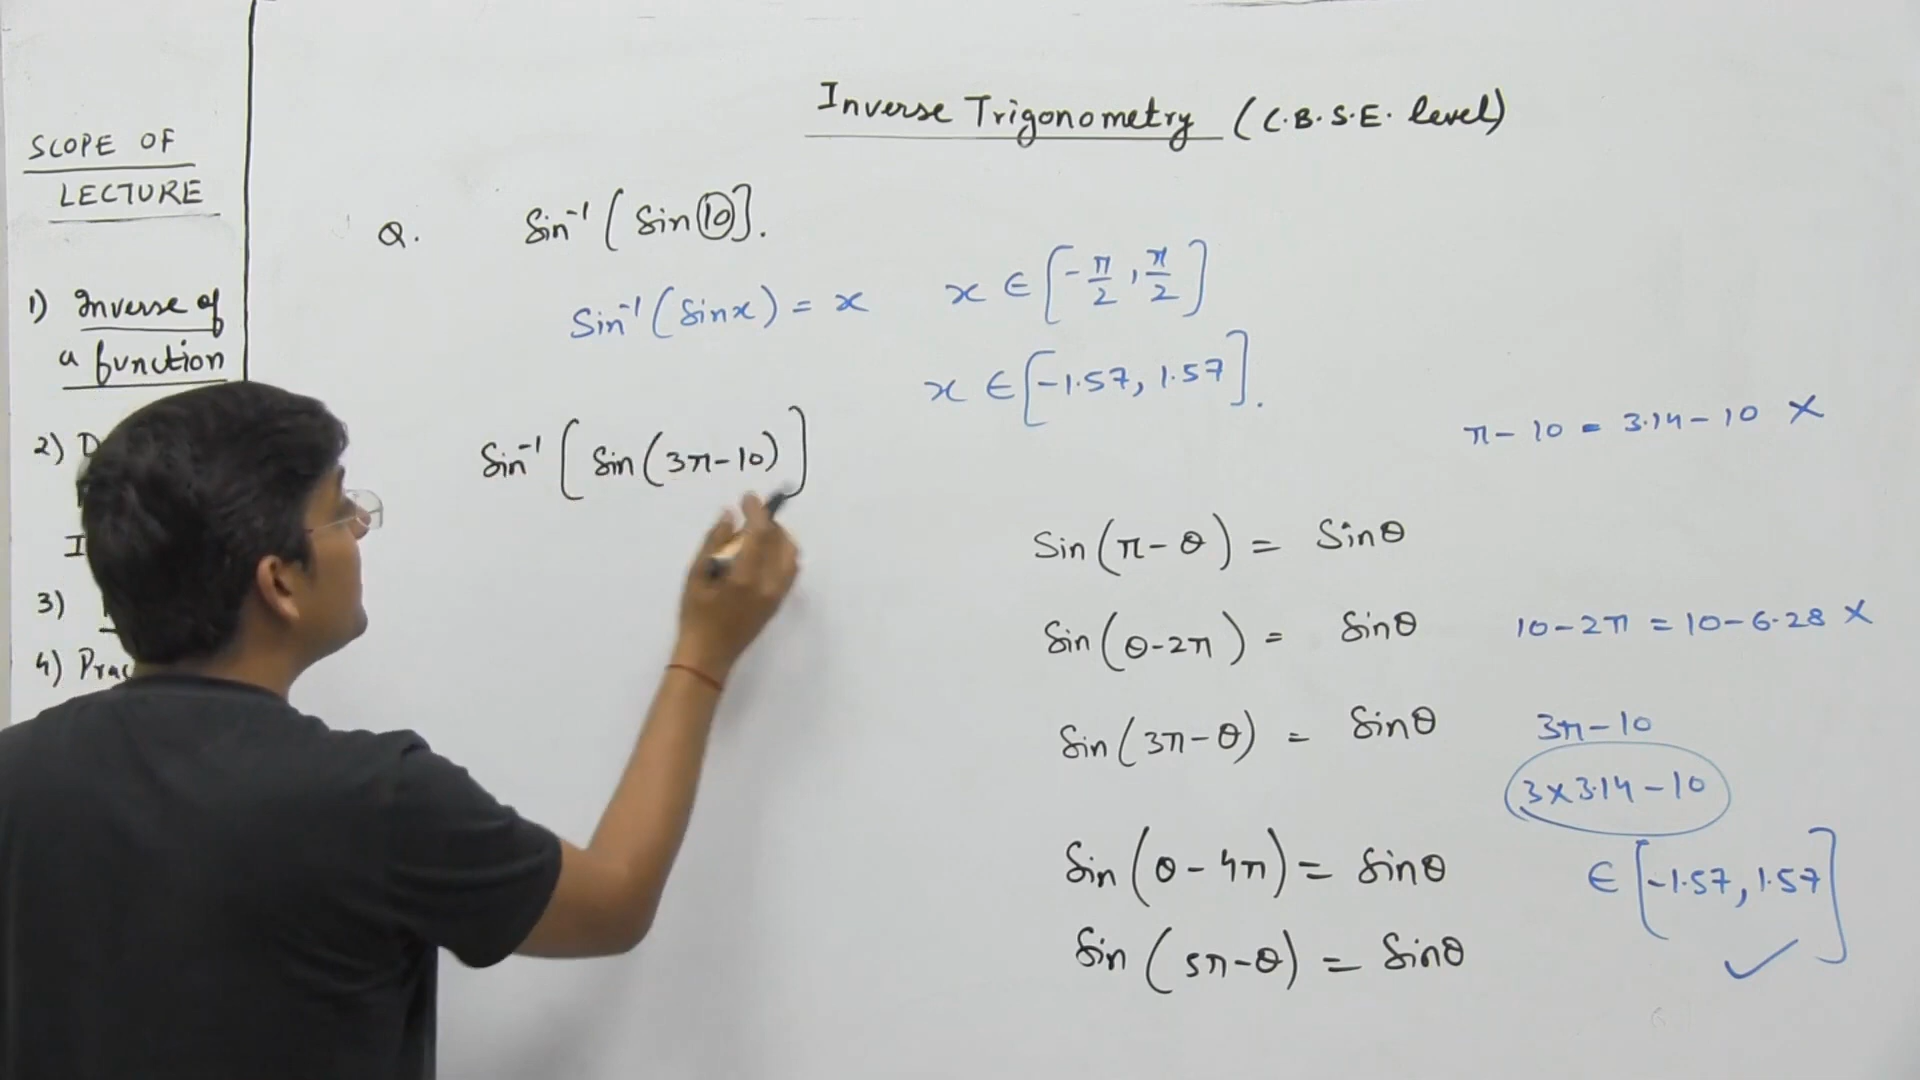 Inverse Trigonometry (C.B.S.E. level)
SCOPE OF
LECTURE
1) Inverse of
a function
2) D
I
3)
4) Prac
Q. Sin⁻¹ [ Sin 10 ].
Sin⁻¹ ( Sinx ) = x x ∈ [ -π/2 , π/2 ]
x ∈ [ -1.57, 1.57 ].
Sin⁻¹ [ Sin (3π-10) ]
π - 10 = 3.14 - 10 ✗
Sin (π - θ) = Sinθ
Sin (θ-2π) = Sinθ 10-2π = 10-6.28 ✗
Sin (3π-θ) = Sinθ 3π-10
3×3.14-10
Sin (θ - 4π) = Sinθ ∈ [-1.57, 1.57] ✓
Sin (5π-θ) = Sinθ